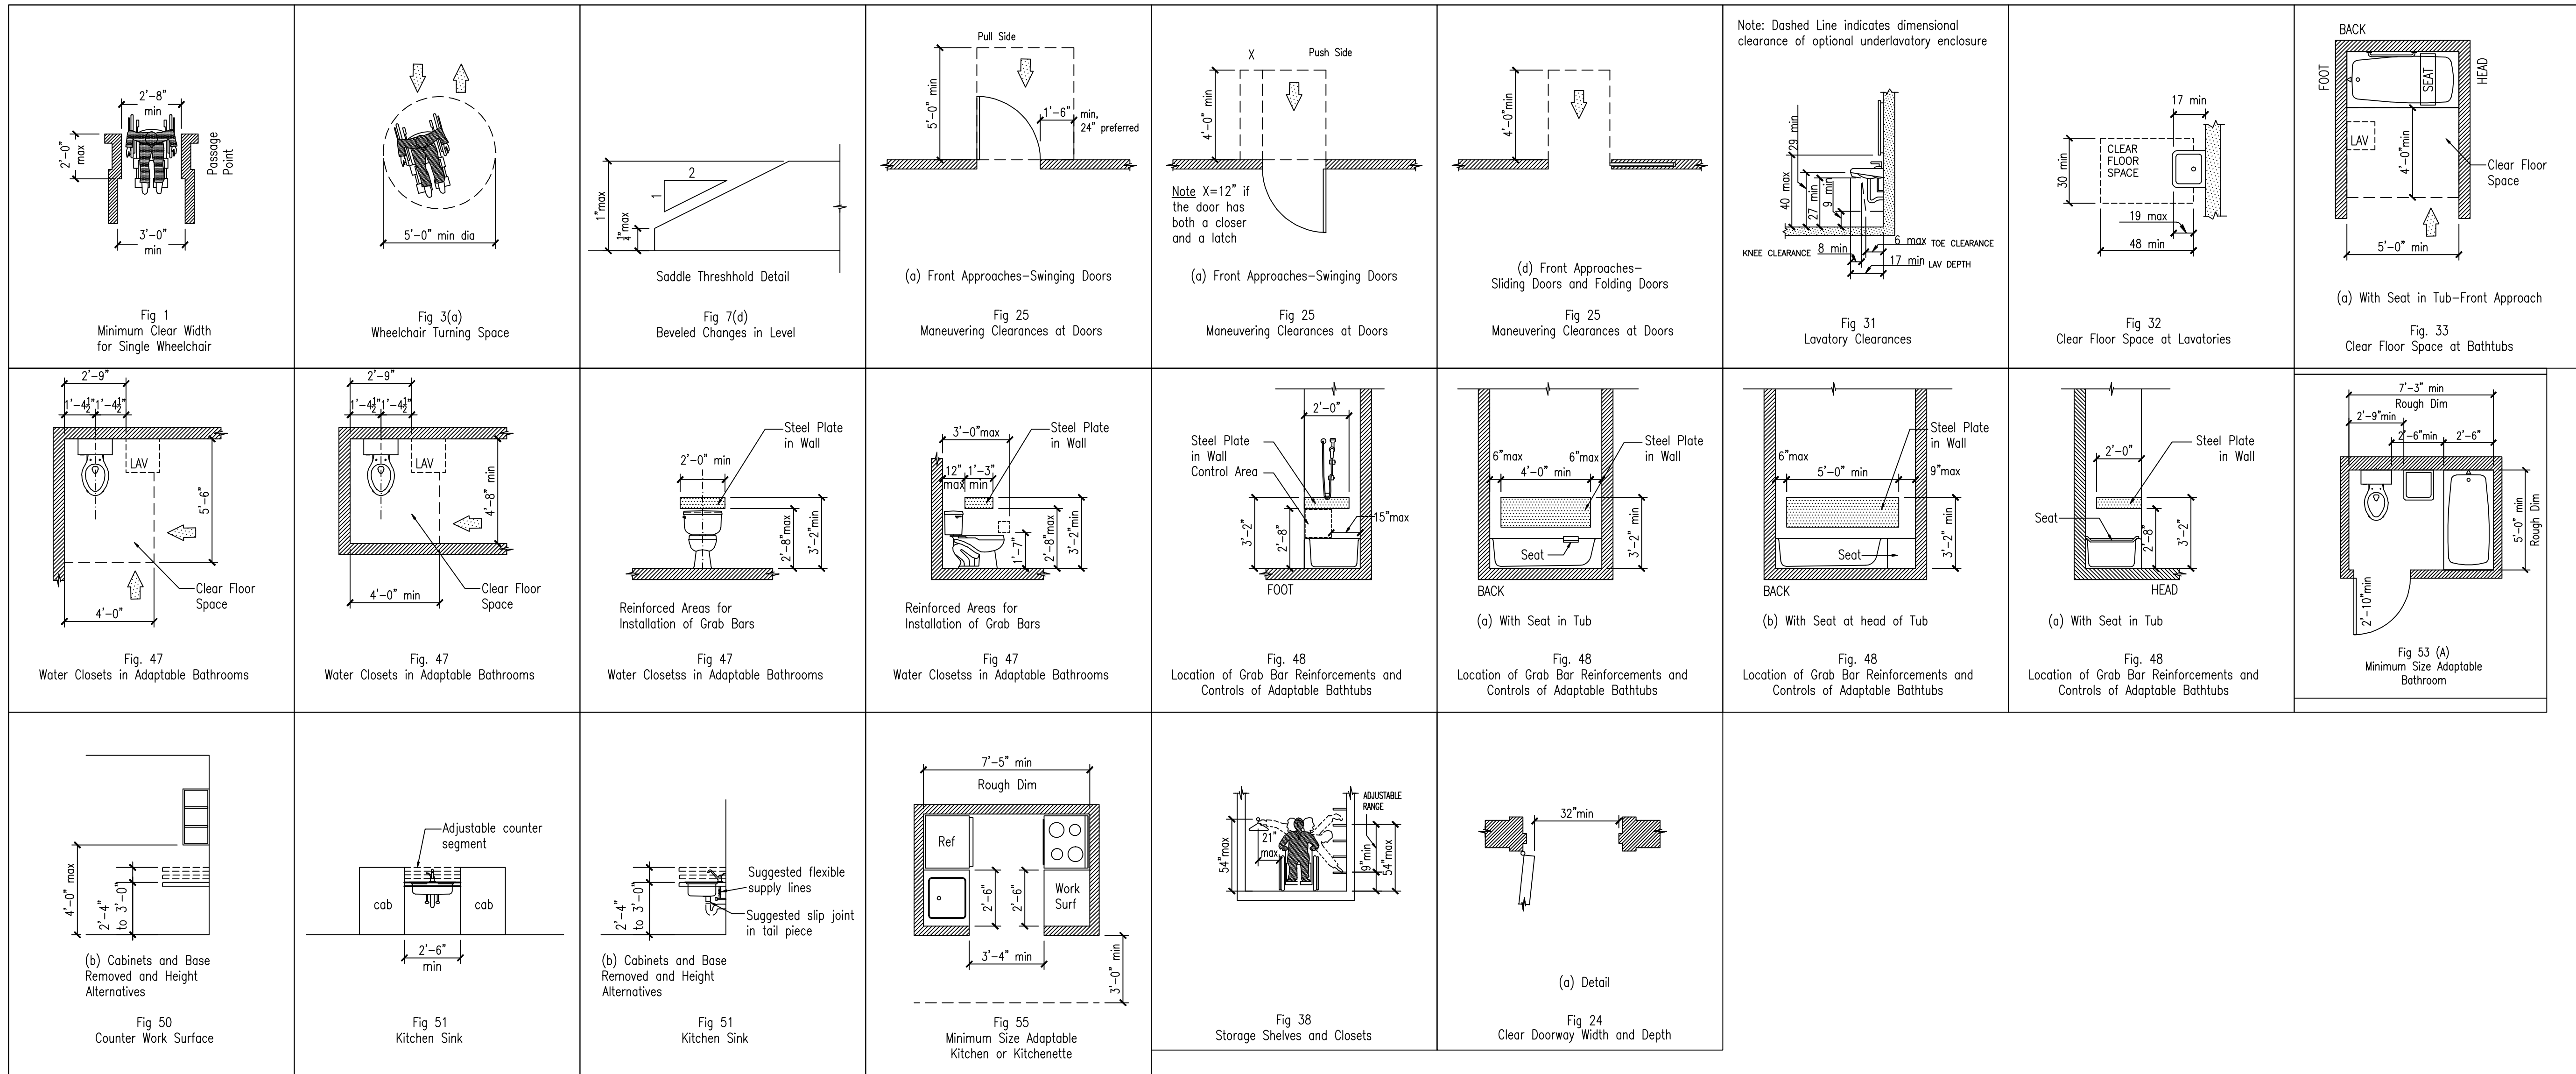 2'-8"
min
2'-0"
max
Passage
Point
3'-0"
min
Fig 1
Minimum Clear Width
for Single Wheelchair
5'-0" min dia
Fig 3(a)
Wheelchair Turning Space
2
1
1"max
1"max
4
Saddle Threshhold Detail
Fig 7(d)
Beveled Changes in Level
Pull Side
5'-0" min
1'-6" min,
24" preferred
(a) Front Approaches-Swinging Doors
Fig 25
Maneuvering Clearances at Doors
X
Push Side
4'-0" min
Note X=12" if
the door has
both a closer
and a latch
(a) Front Approaches-Swinging Doors
Fig 25
Maneuvering Clearances at Doors
4'-0" min
(d) Front Approaches-
Sliding Doors and Folding Doors
Fig 25
Maneuvering Clearances at Doors
Note: Dashed Line indicates dimensional
clearance of optional underlavatory enclosure
29 min
40 max
27 min
9 min
6 max TOE CLEARANCE
KNEE CLEARANCE 8 min
17 min LAV DEPTH
Fig 31
Lavatory Clearances
17 min
30 min
CLEAR
FLOOR
SPACE
19 max
48 min
Fig 32
Clear Floor Space at Lavatories
BACK
FOOT
SEAT
HEAD
LAV
4'-0"min
Clear Floor
Space
5'-0" min
(a) With Seat in Tub-Front Approach
Fig. 33
Clear Floor Space at Bathtubs
2'-9"
1'-4½"1'-4½"
LAV
5'-6"
Clear Floor
Space
4'-0"
Fig. 47
Water Closets in Adaptable Bathrooms
2'-9"
1'-4½"1'-4½"
LAV
4'-8" min
Clear Floor
Space
4'-0" min
Fig. 47
Water Closets in Adaptable Bathrooms
Steel Plate
in Wall
2'-0" min
2'-8"max
3'-2"min
Reinforced Areas for
Installation of Grab Bars
Fig 47
Water Closetss in Adaptable Bathrooms
3'-0"max
Steel Plate
in Wall
12" 1'-3"
max min
1'-7"
2'-8"max
3'-2"min
Reinforced Areas for
Installation of Grab Bars
Fig 47
Water Closetss in Adaptable Bathrooms
2'-0"
Steel Plate
in Wall
Control Area
15"max
3'-2"
2'-8"
FOOT
Fig. 48
Location of Grab Bar Reinforcements and
Controls of Adaptable Bathtubs
Steel Plate
in Wall
6"max
6"max
4'-0" min
3'-2" min
Seat
BACK
(a) With Seat in Tub
Fig. 48
Location of Grab Bar Reinforcements and
Controls of Adaptable Bathtubs
Steel Plate
in Wall
6"max
5'-0" min
9"max
3'-2" min
Seat
BACK
(b) With Seat at head of Tub
Fig. 48
Location of Grab Bar Reinforcements and
Controls of Adaptable Bathtubs
Steel Plate
in Wall
2'-0"
Seat
2'-8"
3'-2"
HEAD
(a) With Seat in Tub
Fig. 48
Location of Grab Bar Reinforcements and
Controls of Adaptable Bathtubs
7'-3" min
Rough Dim
2'-9"min
2'-6"min
2'-6"
5'-0" min
Rough Dim
2'-10"min
Fig 53 (A)
Minimum Size Adaptable
Bathroom
4'-0" max
2'-4"
to 3'-0"
(b) Cabinets and Base
Removed and Height
Alternatives
Fig 50
Counter Work Surface
Adjustable counter
segment
cab
cab
2'-6"
min
Fig 51
Kitchen Sink
Suggested flexible
supply lines
2'-4"
to 3'-0"
Suggested slip joint
in tail piece
(b) Cabinets and Base
Removed and Height
Alternatives
Fig 51
Kitchen Sink
7'-5" min
Rough Dim
Ref
2'-6"
2'-6"
Work
Surf
3'-4" min
3'-0" min
Fig 55
Minimum Size Adaptable
Kitchen or Kitchenette
ADJUSTABLE
RANGE
54"max
21"
max
9" min
54"max
Fig 38
Storage Shelves and Closets
32"min
(a) Detail
Fig 24
Clear Doorway Width and Depth